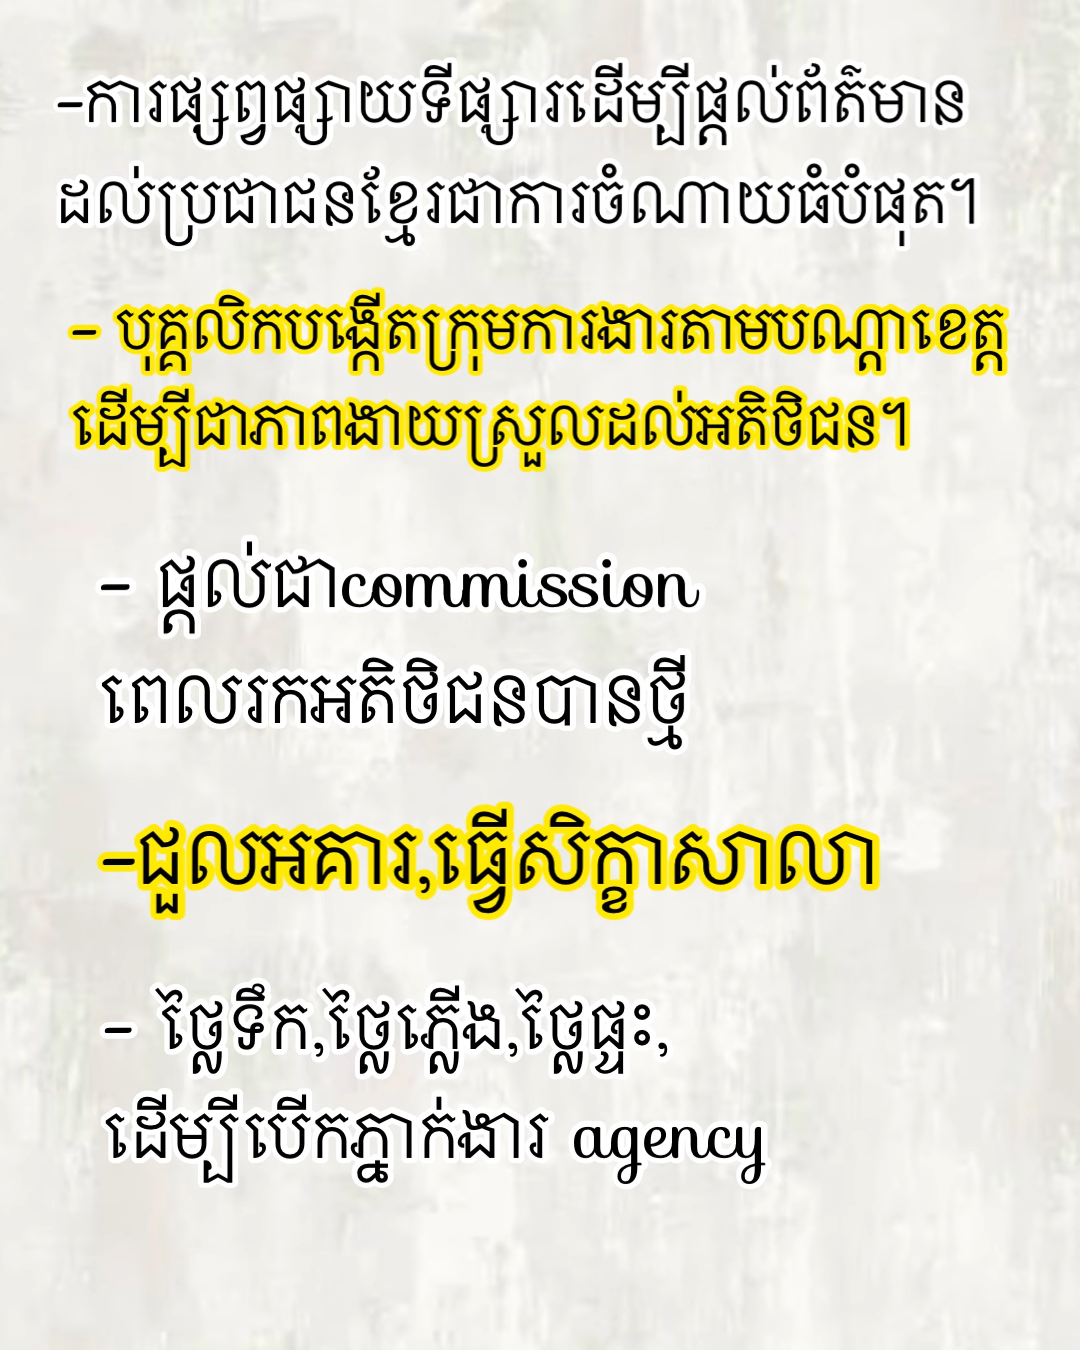 -ការផ្សព្វផ្សាយទីផ្សារដើម្បីផ្ដល់ព័ត៌មាន
ដល់ប្រជាជនខ្មែរជាការចំណាយធំបំផុត។
- បុគ្គលិកបង្កើតក្រុមការងារតាមបណ្ដាខេត្ត
ដើម្បីជាភាពងាយស្រួលដល់អតិថិជន។
- ផ្ដល់ជាcommission
ពេលរកអតិថិជនបានថ្មី
-ជួលអគារ,ធ្វើសិក្ខាសាលា
- ថ្លៃទឹក,ថ្លៃភ្លើង,ថ្លៃផ្ទះ,
ដើម្បីបើកភ្នាក់ងារ agency